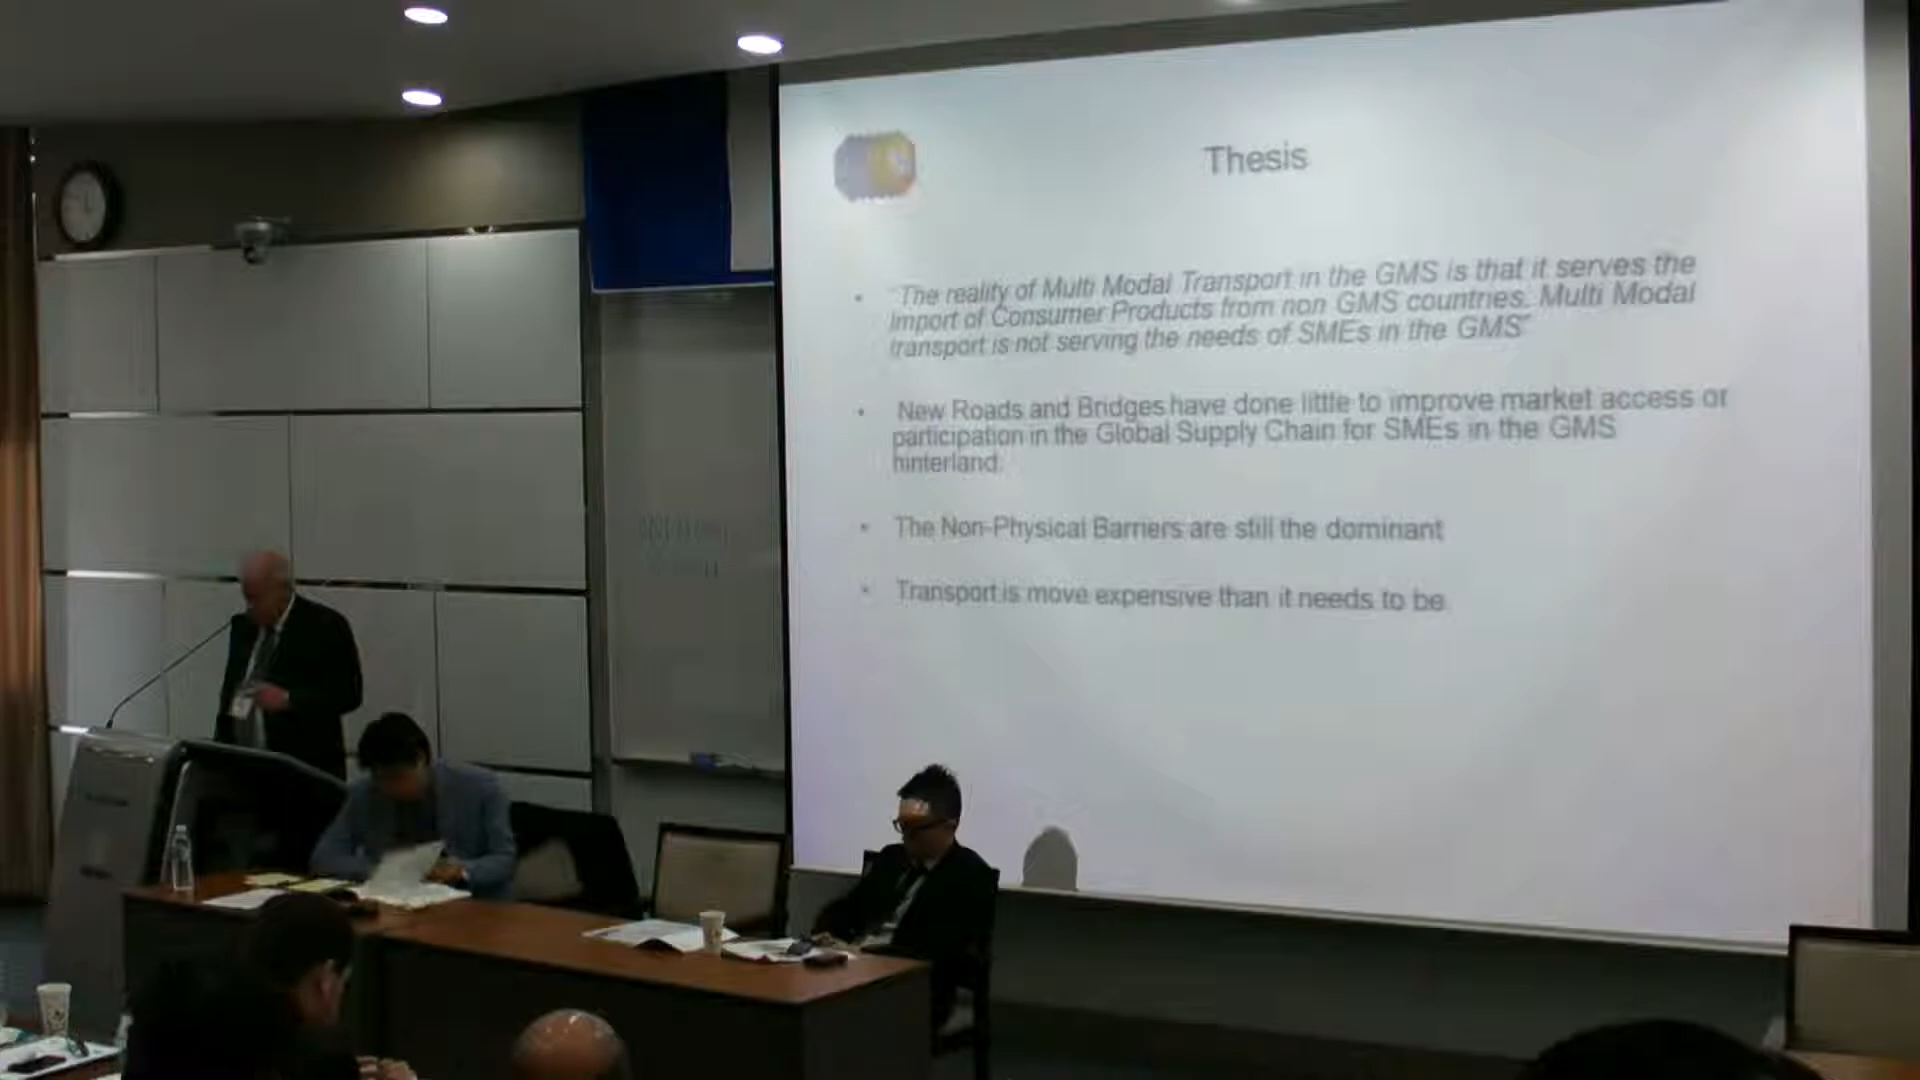 Thesis
• "The reality of Multi Modal Transport in the GMS is that it serves the
Import of Consumer Products from non GMS countries. Multi Modal
transport is not serving the needs of SMEs in the GMS"
• New Roads and Bridges have done little to improve market access or
participation in the Global Supply Chain for SMEs in the GMS
hinterland.
• The Non-Physical Barriers are still the dominant
• Transport is move expensive than it needs to be.